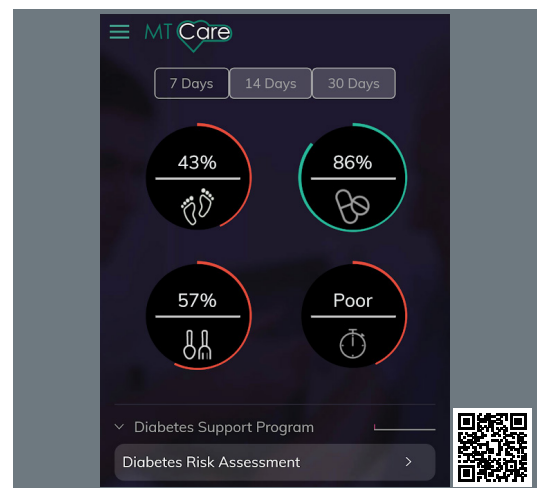 MT Care
7 Days 14 Days 30 Days
43% 86%
57% Poor
Diabetes Support Program
Diabetes Risk Assessment